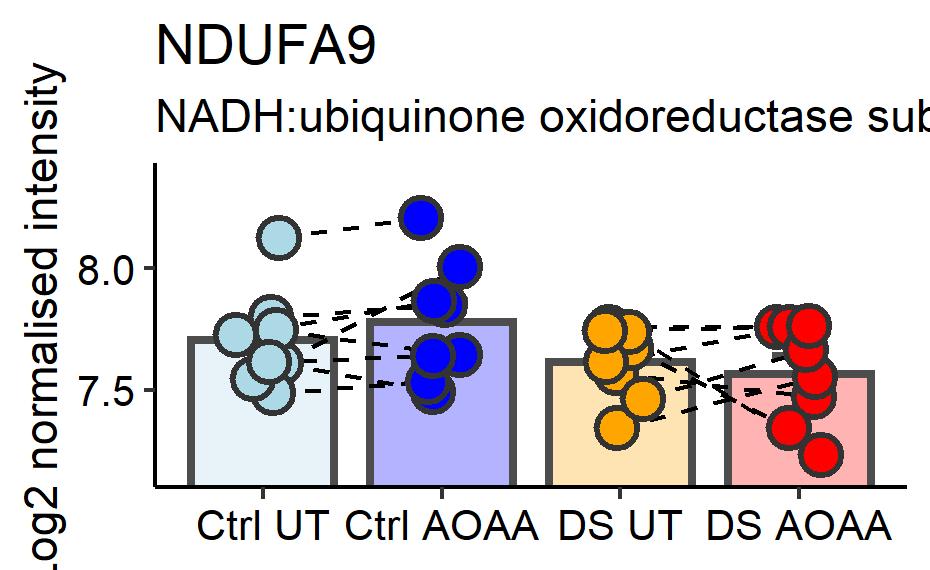 NDUFA9
NADH:ubiquinone oxidoreductase sub
og2 normalised intensity
8.0
7.5
Ctrl UT Ctrl AOAA DS UT DS AOAA